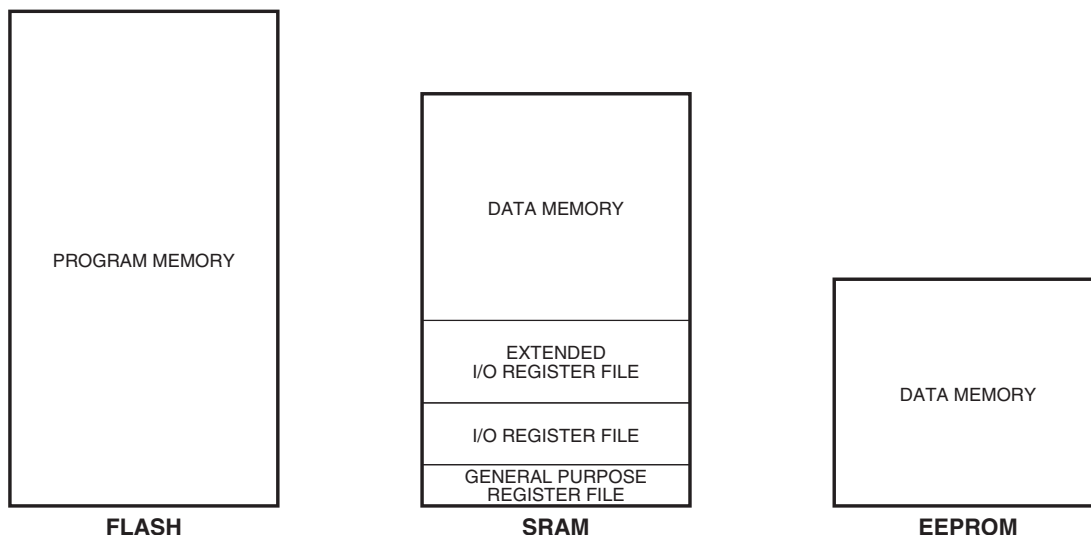 PROGRAM MEMORY
FLASH
DATA MEMORY
EXTENDED
I/O REGISTER FILE
I/O REGISTER FILE
GENERAL PURPOSE
REGISTER FILE
SRAM
DATA MEMORY
EEPROM